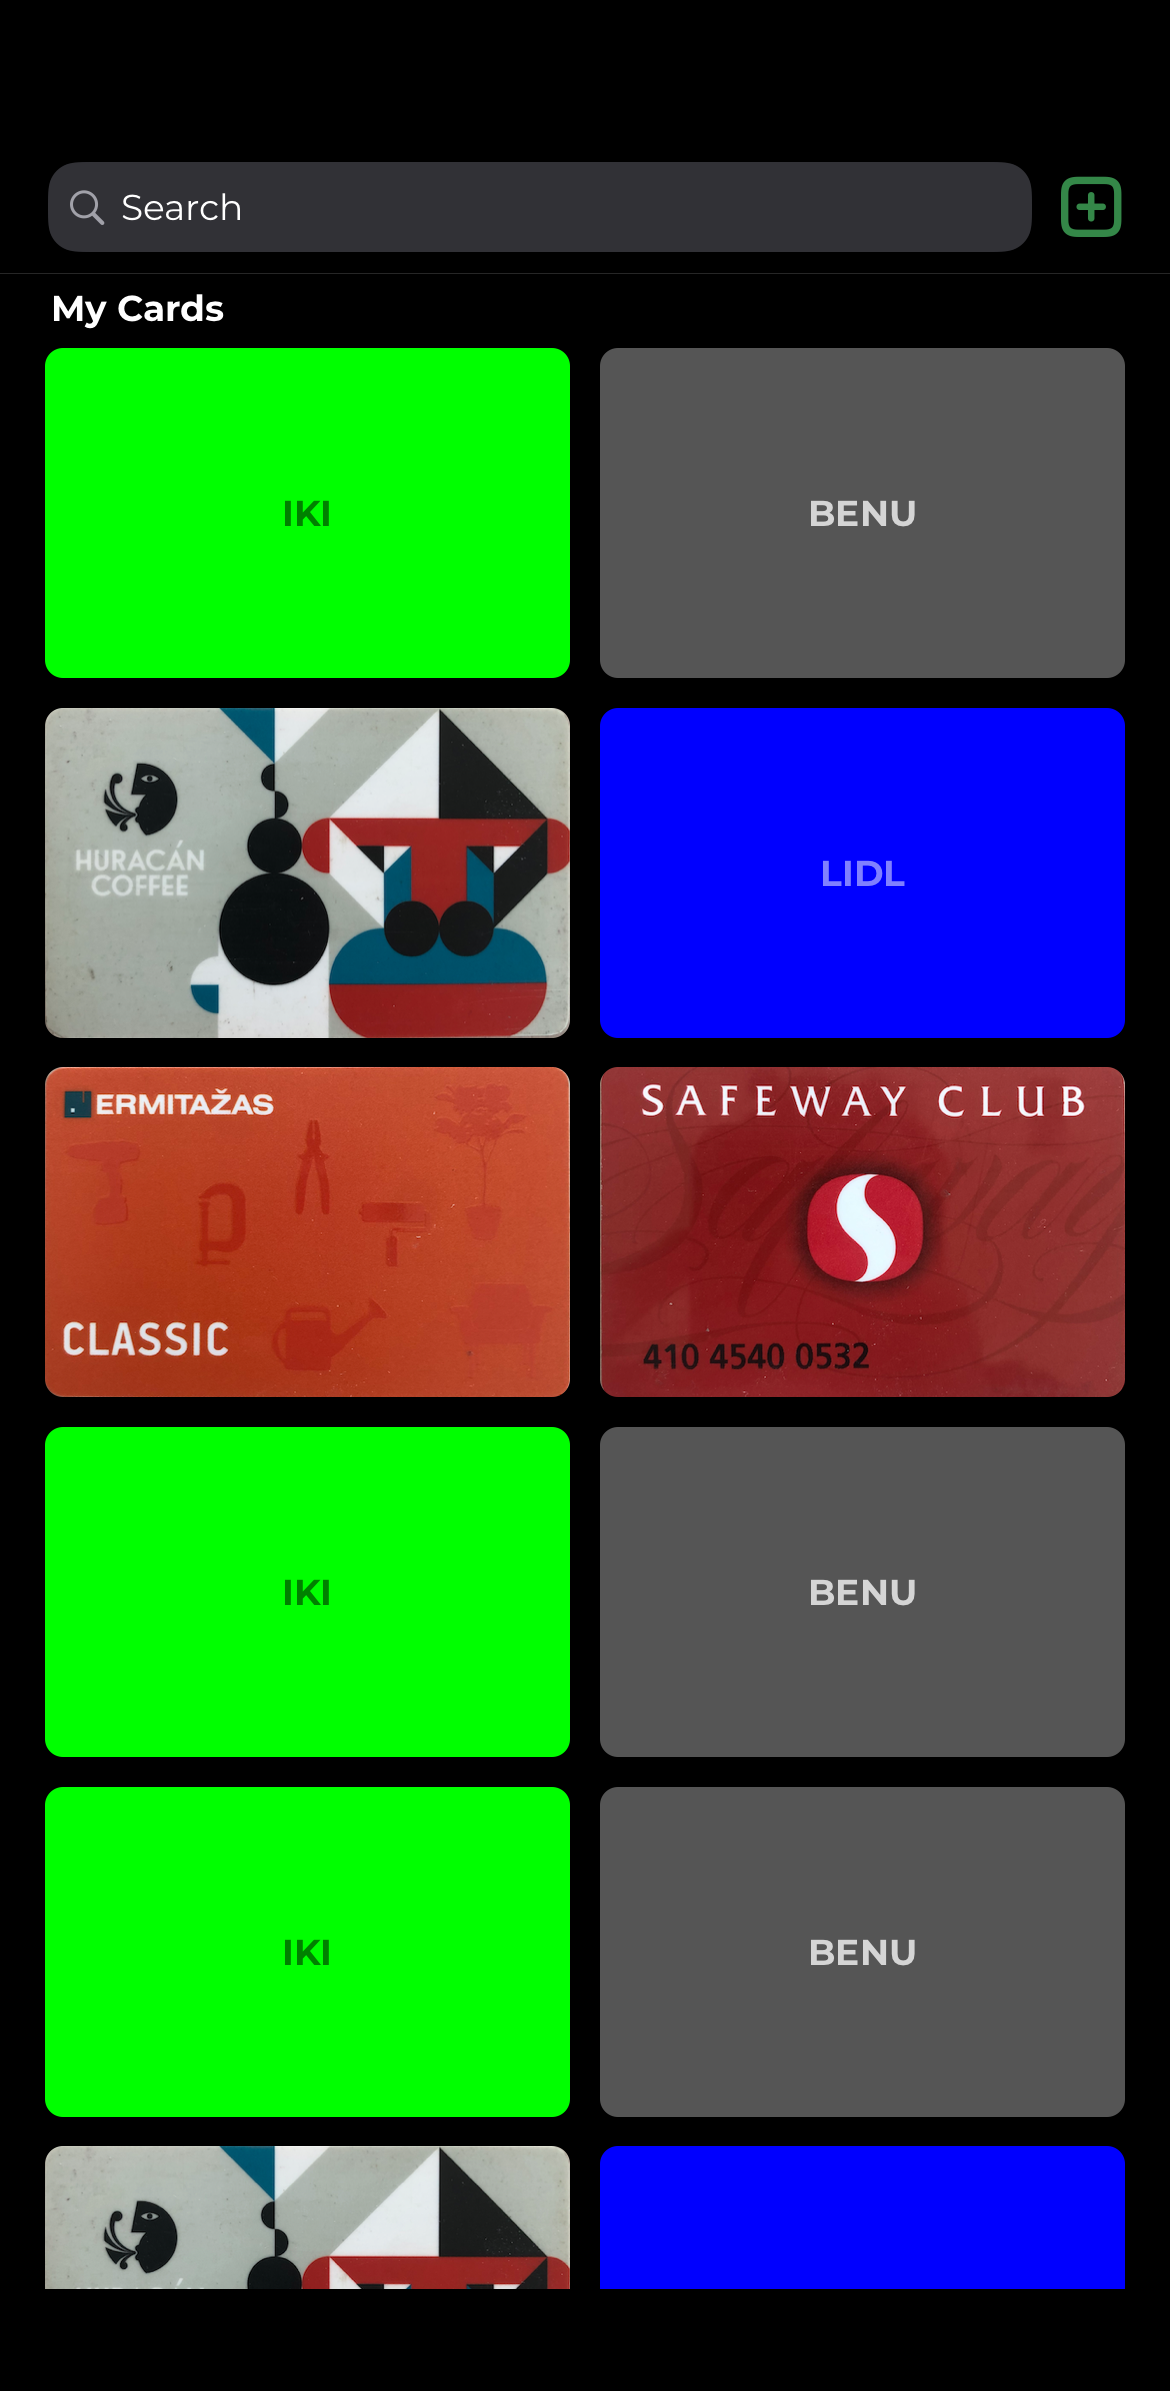 Search
My Cards
IKI
BENU
HURACÁN
COFFEE
LIDL
ERMITAŽAS
CLASSIC
SAFEWAY CLUB
410 4540 0532
IKI
BENU
IKI
BENU